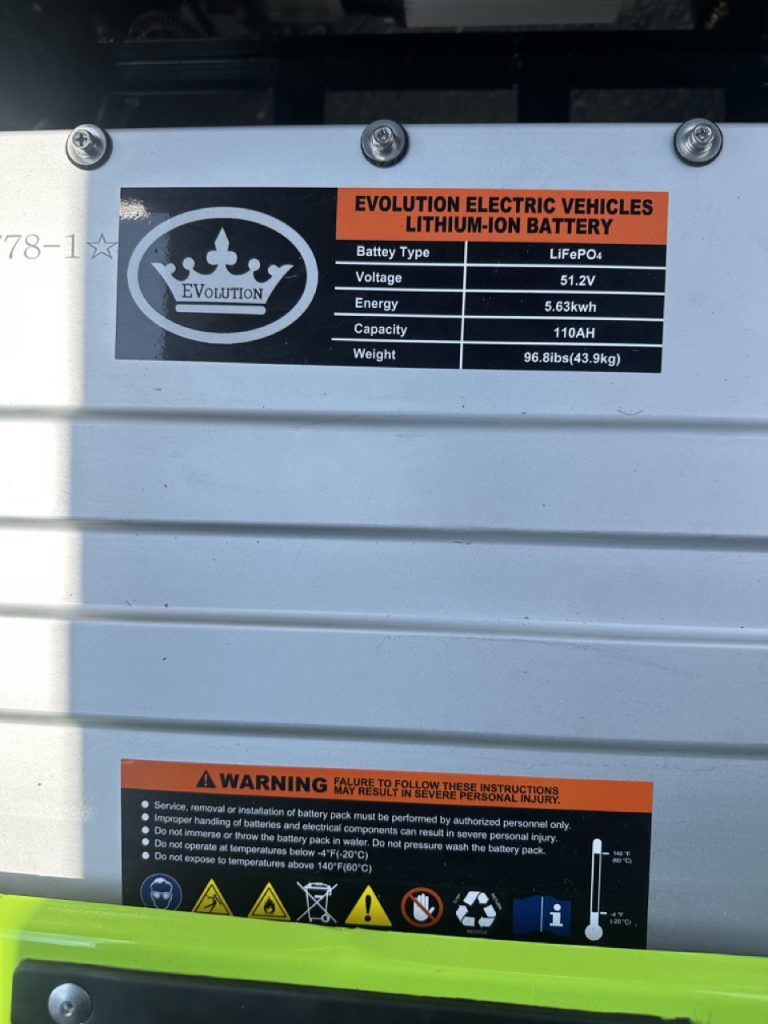 78-1☆
EVOLUTION
EVOLUTION ELECTRIC VEHICLES
LITHIUM-ION BATTERY
Battey Type LiFePO₄
Voltage 51.2V
Energy 5.63kwh
Capacity 110AH
Weight 96.8ibs(43.9kg)
WARNING FAILURE TO FOLLOW THESE INSTRUCTIONS
MAY RESULT IN SEVERE PERSONAL INJURY.
Service, removal or installation of battery pack must be performed by authorized personnel only.
Improper handling of batteries and electrical components can result in severe personal injury.
Do not immerse or throw the battery pack in water. Do not pressure wash the battery pack.
Do not operate at temperatures below -4°F(-20°C)
Do not expose to temperatures above 140°F(60°C)
140 °F
(60 °C)
-4 °F
(-20 °C)
RECYCLE